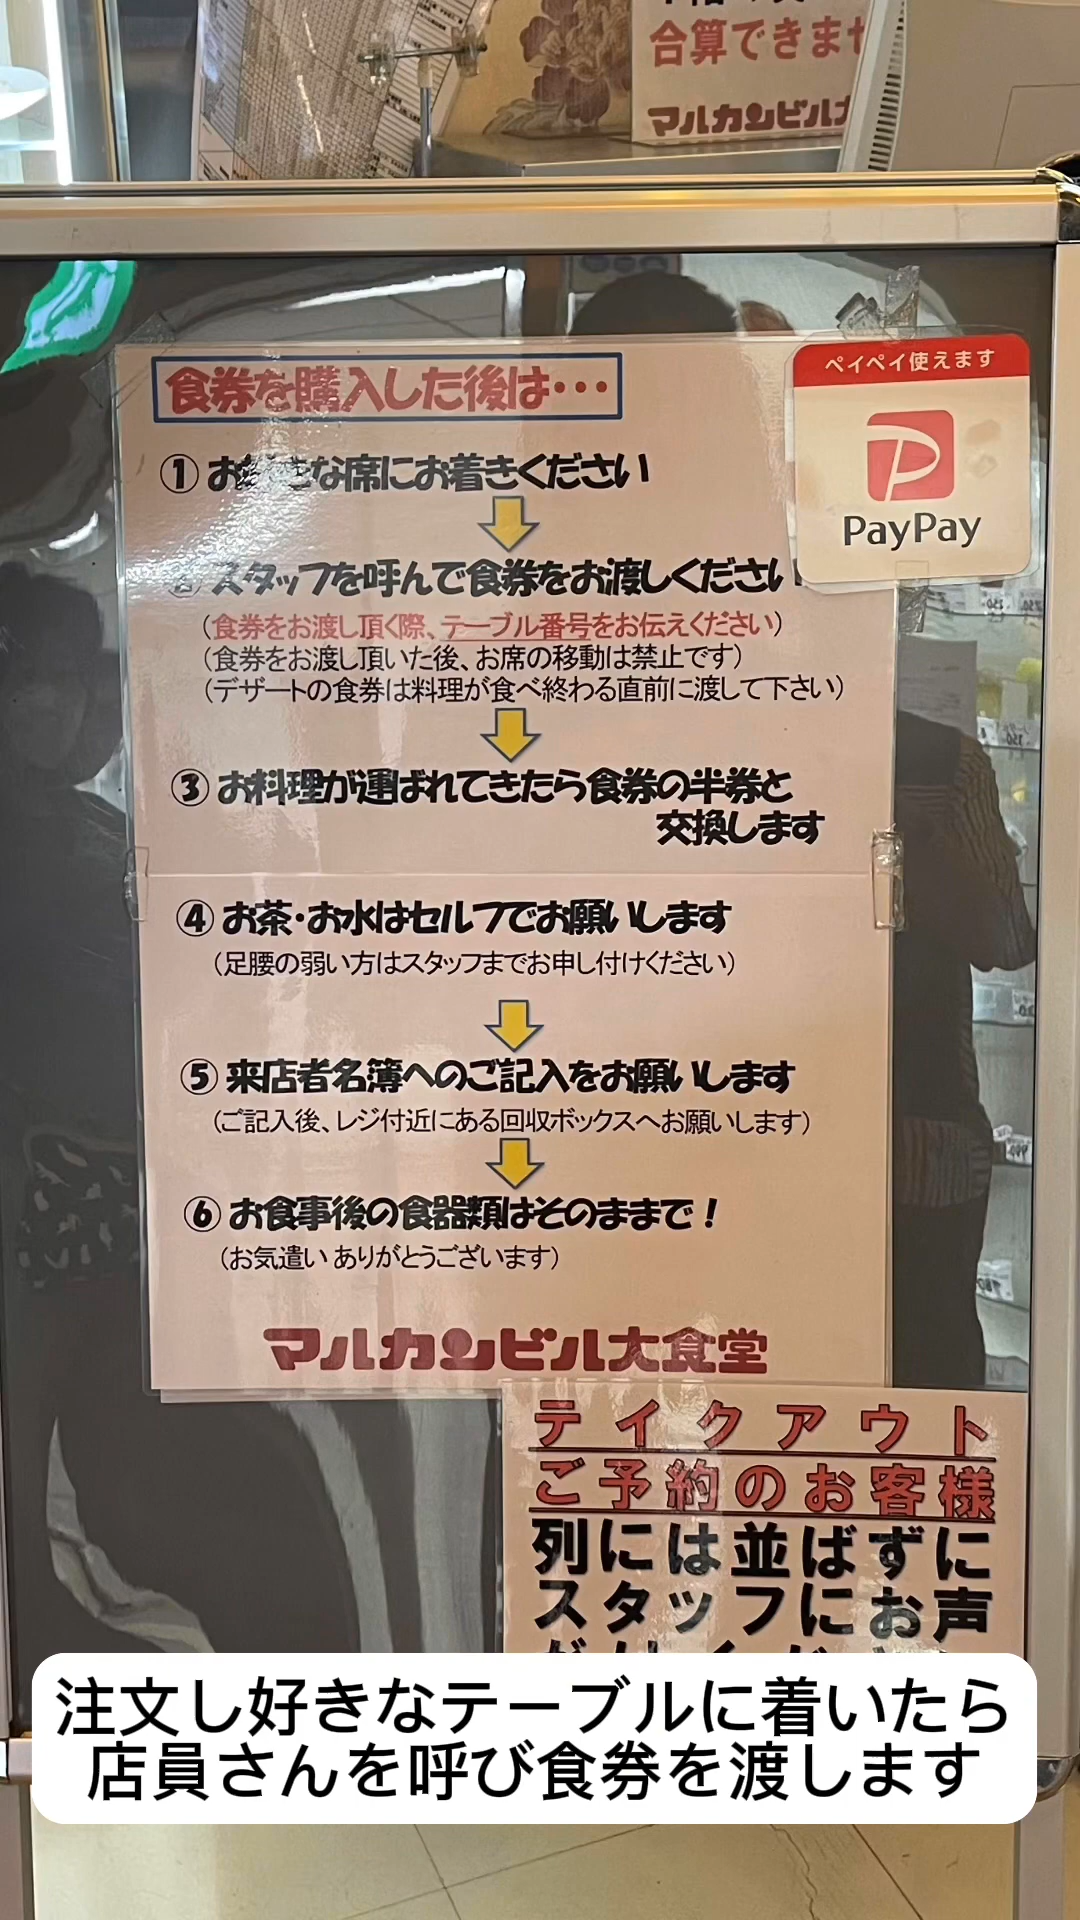 合算できませ
マルカンビル大
ペイペイ使えます
PayPay
食券を購入した後は・・・
① お好きな席にお着きください
② スタッフを呼んで食券をお渡しください
(食券をお渡し頂く際、テーブル番号をお伝えください)
(食券をお渡し頂いた後、お席の移動は禁止です)
(デザートの食券は料理が食べ終わる直前に渡して下さい)
③ お料理が運ばれてきたら食券の半券と
交換します
④ お茶・お水はセルフでお願いします
(足腰の弱い方はスタッフまでお申し付けください)
⑤ 来店者名簿へのご記入をお願いします
(ご記入後、レジ付近にある回収ボックスへお願いします)
⑥ お食事後の食器類はそのままで!
(お気遣い ありがとうございます)
マルカンビル大食堂
テイクアウト
ご予約のお客様
列には並ばずに
スタッフにお声
注文し好きなテーブルに着いたら
店員さんを呼び食券を渡します